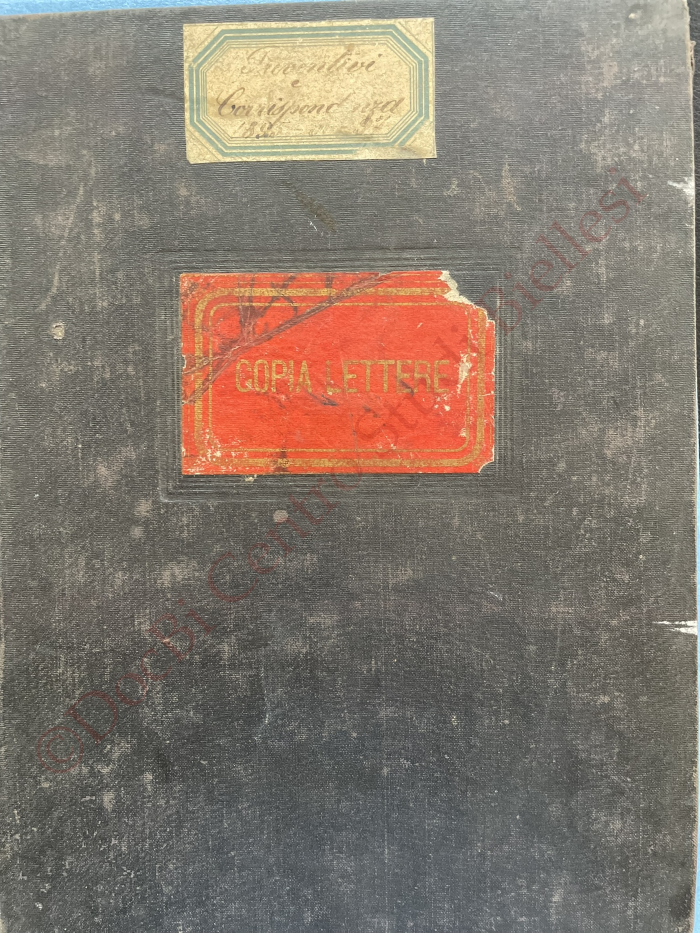 Preventivi
e
Corrispondenza
COPIA LETTERE
©DocBi Centro Studi Biellesi